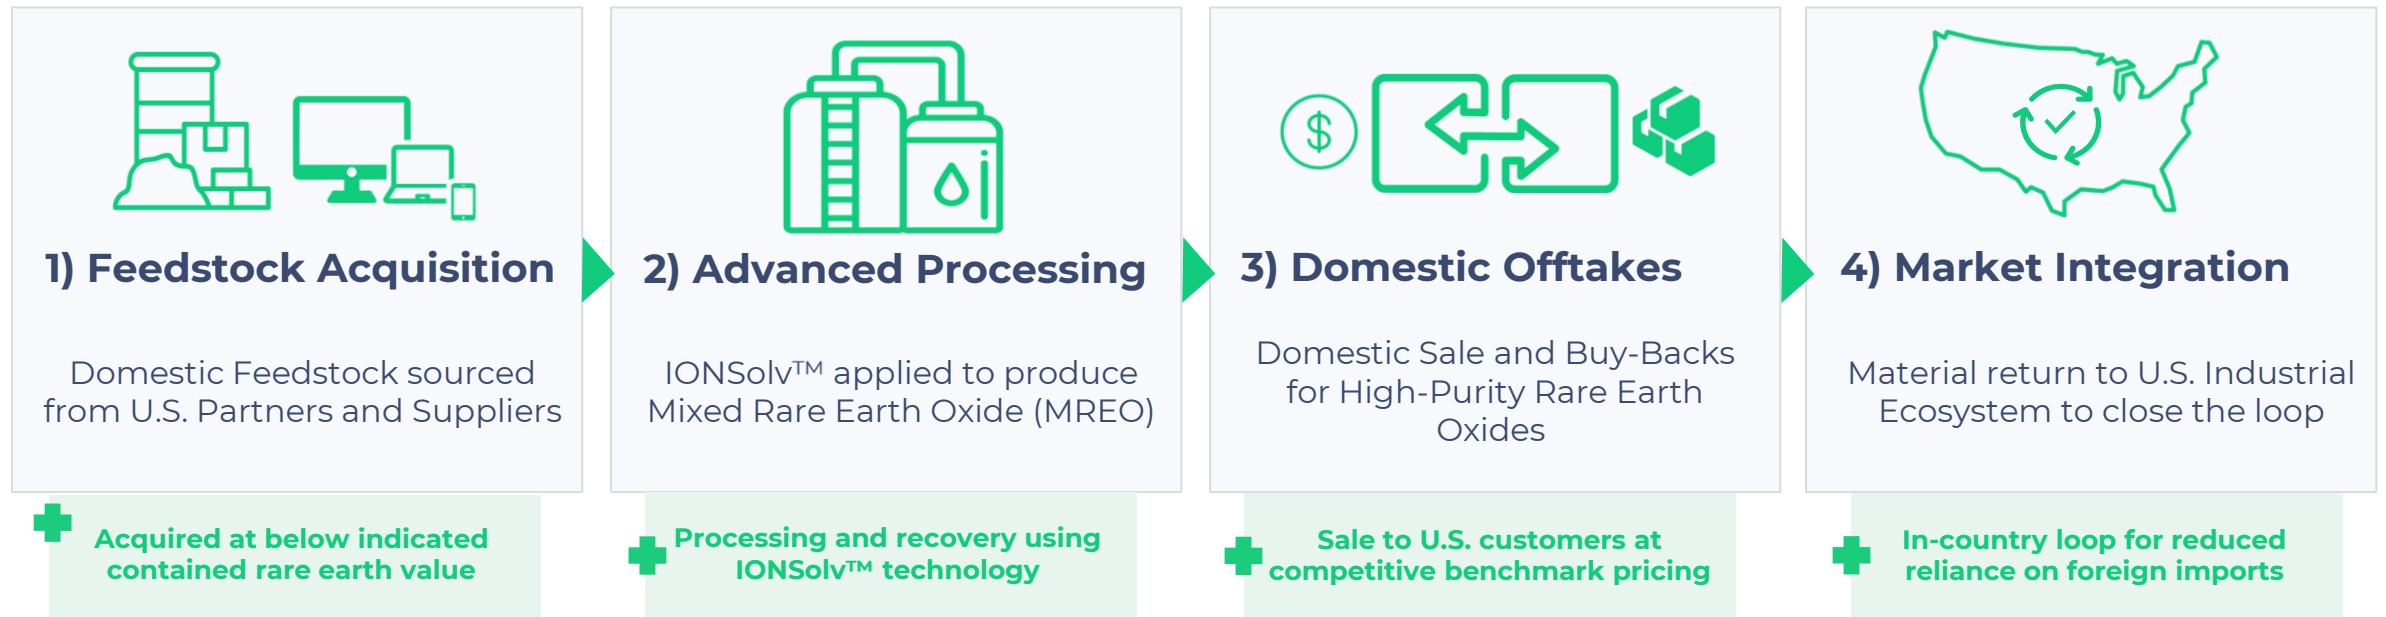 1) Feedstock Acquisition
Domestic Feedstock sourced
from U.S. Partners and Suppliers
Acquired at below indicated
contained rare earth value
2) Advanced Processing
IONSolv™ applied to produce
Mixed Rare Earth Oxide (MREO)
Processing and recovery using
IONSolv™ technology
$
3) Domestic Offtakes
Domestic Sale and Buy-Backs
for High-Purity Rare Earth
Oxides
Sale to U.S. customers at
competitive benchmark pricing
4) Market Integration
Material return to U.S. Industrial
Ecosystem to close the loop
In-country loop for reduced
reliance on foreign imports